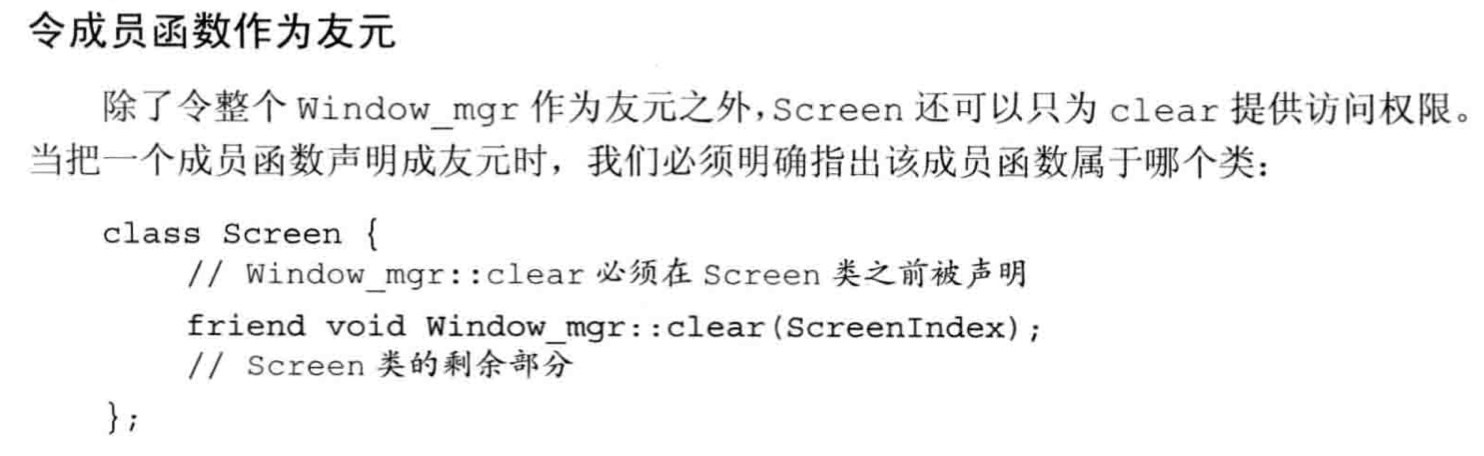 令成员函数作为友元
除了令整个 Window_mgr 作为友元之外,Screen 还可以只为 clear 提供访问权限。
当把一个成员函数声明成友元时，我们必须明确指出该成员函数属于哪个类：
class Screen {
// Window_mgr::clear 必须在 Screen 类之前被声明
friend void Window_mgr::clear(ScreenIndex);
// Screen 类的剩余部分
};